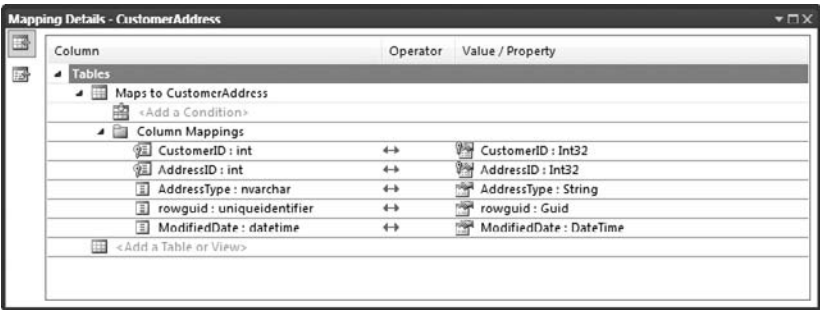 Mapping Details - CustomerAddress
Column Operator Value / Property
Tables
Maps to CustomerAddress
<Add a Condition>
Column Mappings
CustomerID : int ↔ CustomerID : Int32
AddressID : int ↔ AddressID : Int32
AddressType : nvarchar ↔ AddressType : String
rowguid : uniqueidentifier ↔ rowguid : Guid
ModifiedDate : datetime ↔ ModifiedDate : DateTime
<Add a Table or View>